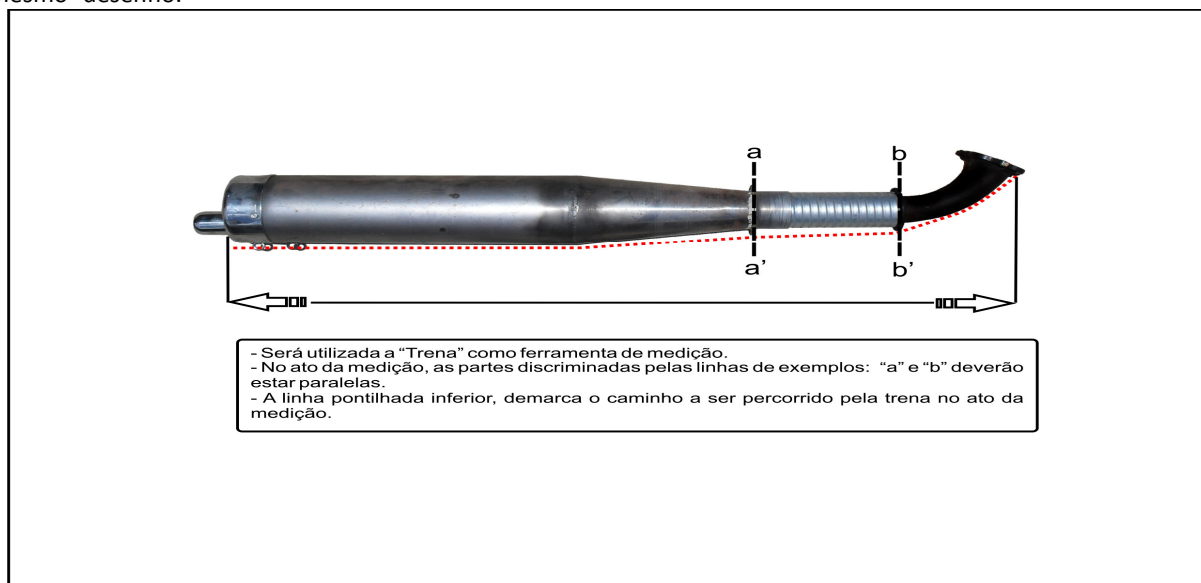 mesmo desenho.
a b
a’ b’
- Será utilizada a “Trena” como ferramenta de medição.
- No ato da medição, as partes discriminadas pelas linhas de exemplos: “a” e “b” deverão
estar paralelas.
- A linha pontilhada inferior, demarca o caminho a ser percorrido pela trena no ato da
medição.